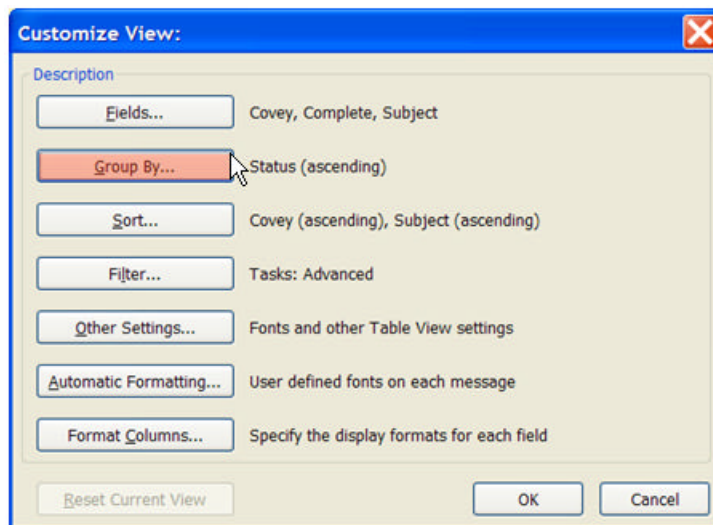 Customize View:
Description
Fields... Covey, Complete, Subject
Group By... Status (ascending)
Sort... Covey (ascending), Subject (ascending)
Filter... Tasks: Advanced
Other Settings... Fonts and other Table View settings
Automatic Formatting... User defined fonts on each message
Format Columns... Specify the display formats for each field
Reset Current View OK Cancel